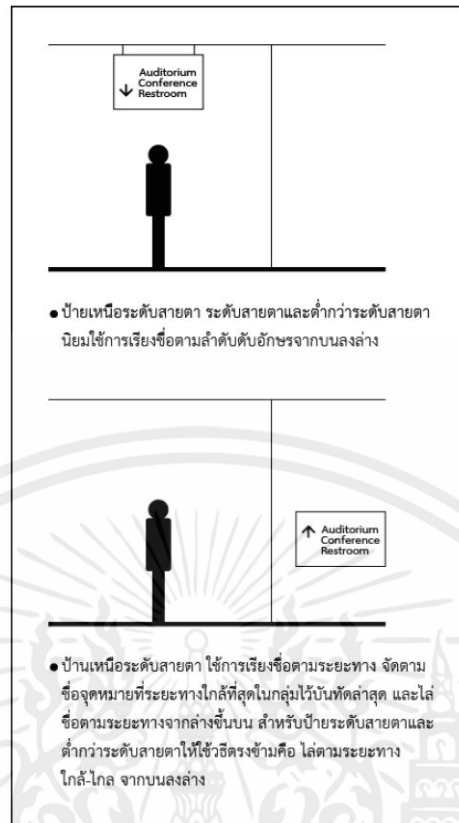 Auditorium
↓ Conference
Restroom
● ป้ายเหนือระดับสายตา ระดับสายตาและต่ำกว่าระดับสายตา
นิยมใช้การเรียงชื่อตามลำดับดับอักษรจากบนลงล่าง
↑ Auditorium
Conference
Restroom
● ป้านเหนือระดับสายตา ใช้การเรียงชื่อตามระยะทาง จัดตาม
ชื่อจุดหมายที่ระยะทางใกล้ที่สุดในกลุ่มไว้บันทัดล่าสุด และไล่
ชื่อตามระยะทางจากล่างขึ้นบน สำหรับป้ายระดับสายตาและ
ต่ำกว่าระดับสายตาให้ใช้วิธีตรงข้ามคือ ไล่ตามระยะทาง
ใกล้-ไกล จากบนลงล่าง